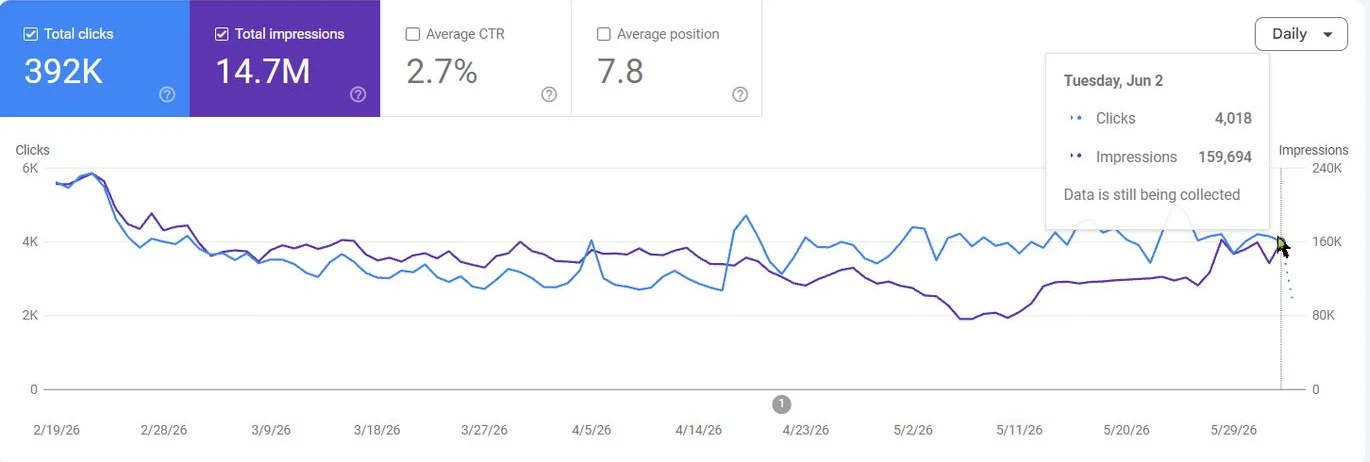 Total clicks
392K
Total impressions
14.7M
Average CTR
2.7%
Average position
7.8
Daily
Tuesday, Jun 2
Clicks 4,018
Impressions 159,694
Data is still being collected
Clicks
Impressions
6K
240K
4K
160K
2K
80K
0
0
1
2/19/26 2/28/26 3/9/26 3/18/26 3/27/26 4/5/26 4/14/26 4/23/26 5/2/26 5/11/26 5/20/26 5/29/26